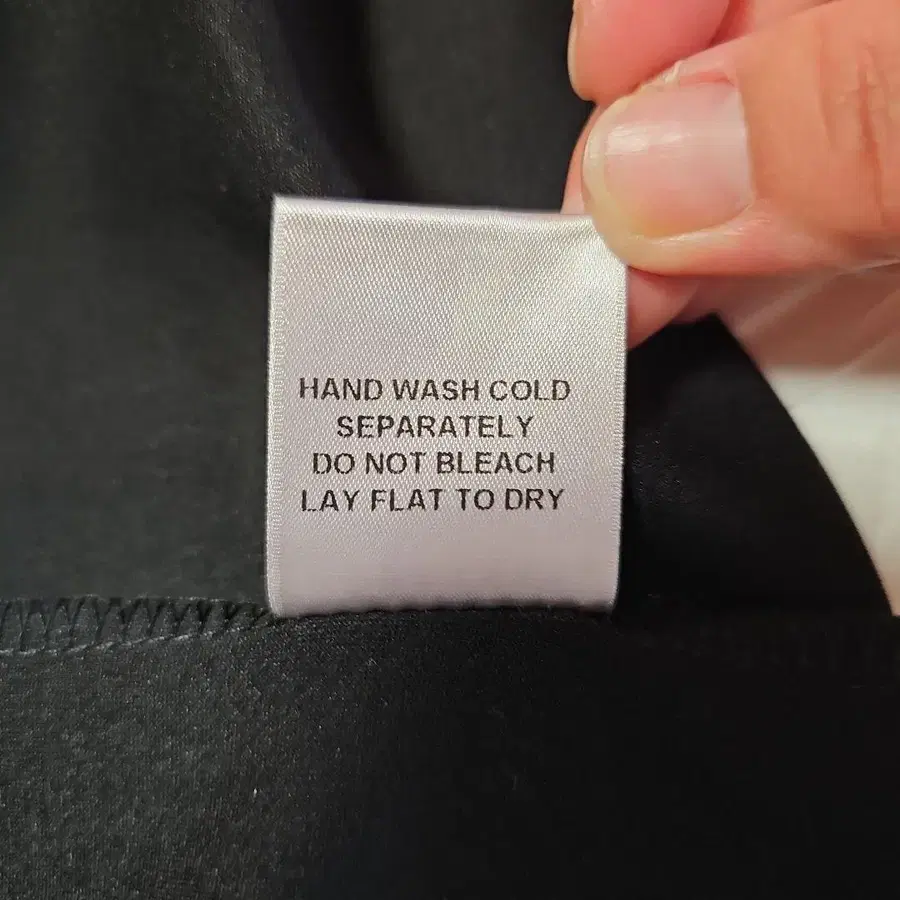 HAND WASH COLD
SEPARATELY
DO NOT BLEACH
LAY FLAT TO DRY